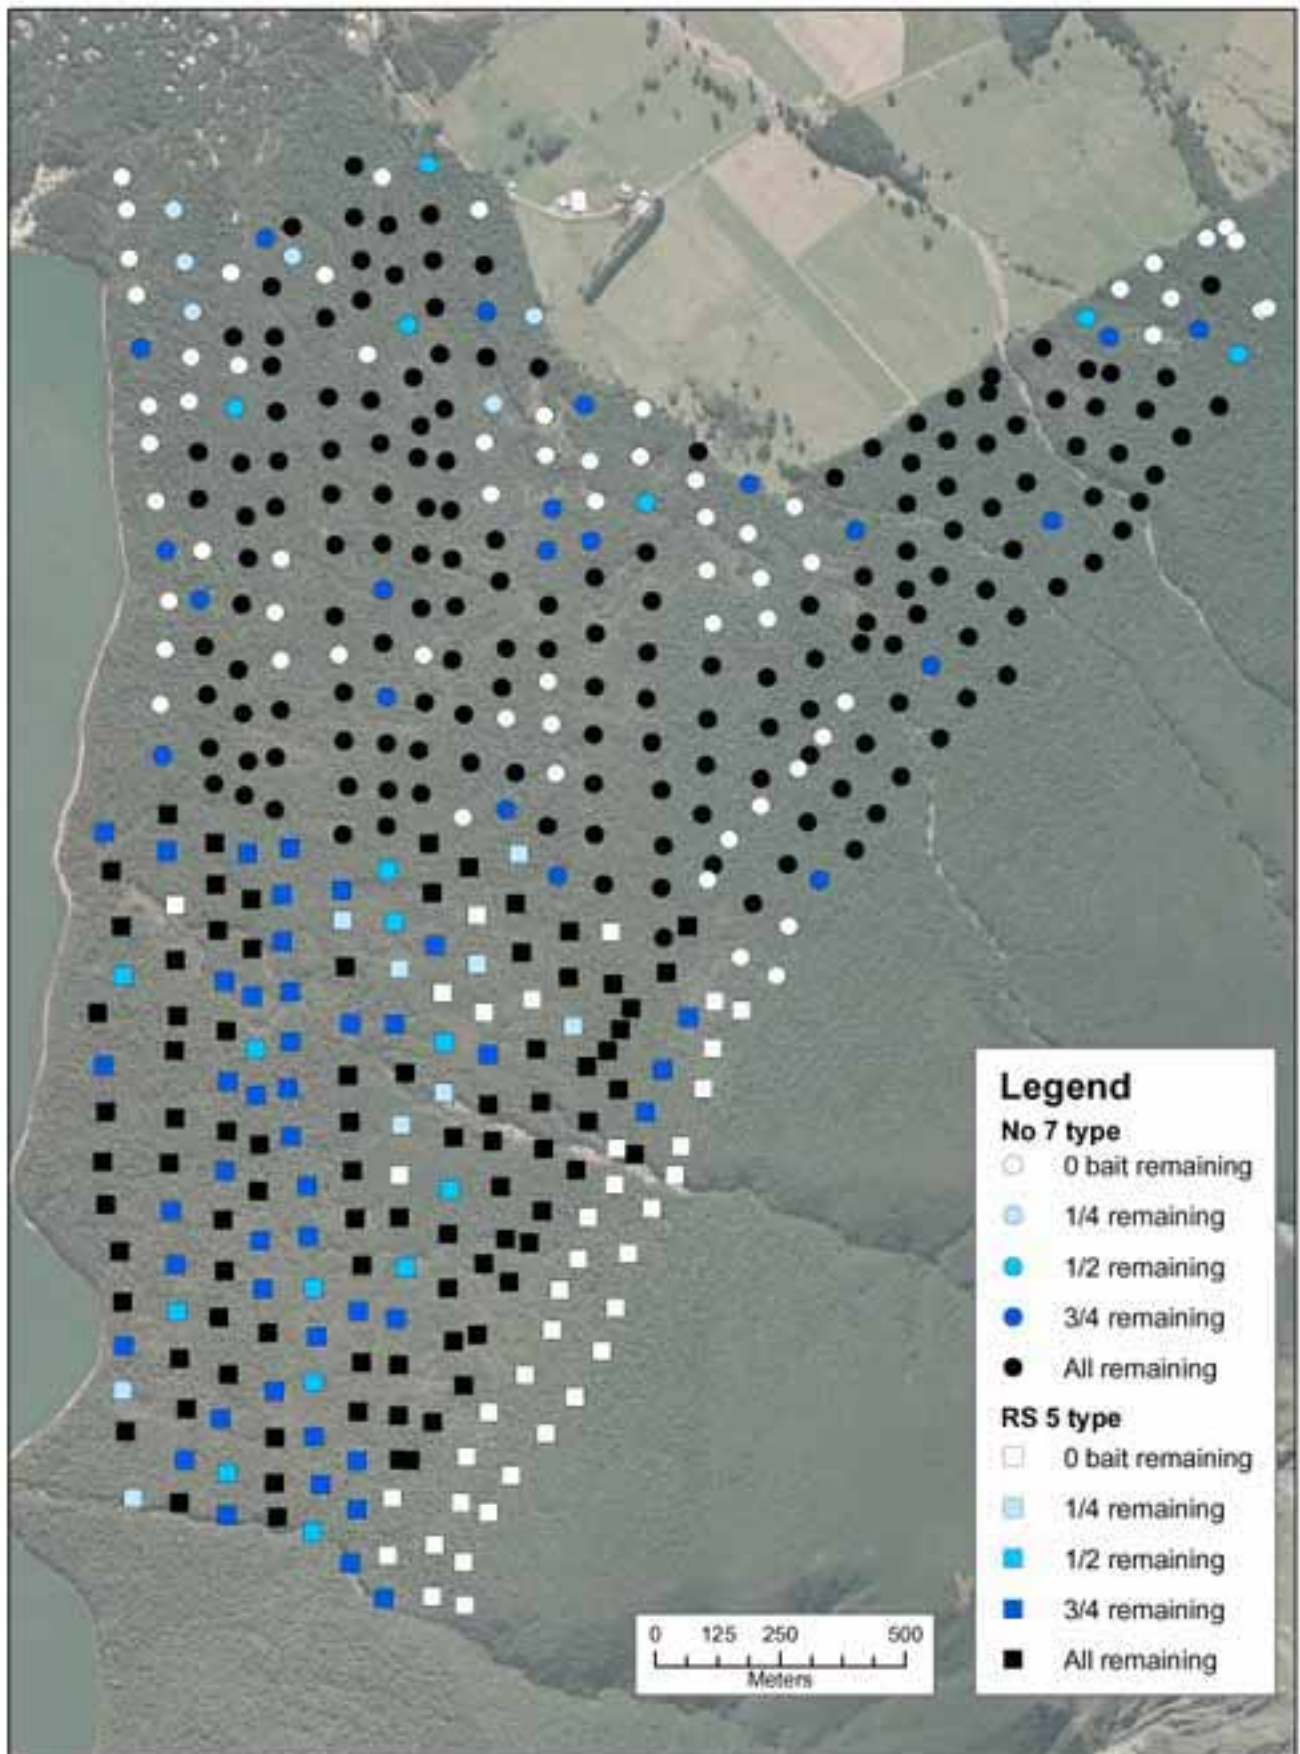 Legend
No 7 type
0 bait remaining
1/4 remaining
1/2 remaining
3/4 remaining
All remaining
RS 5 type
0 bait remaining
1/4 remaining
1/2 remaining
3/4 remaining
All remaining
0 125 250 500
Meters